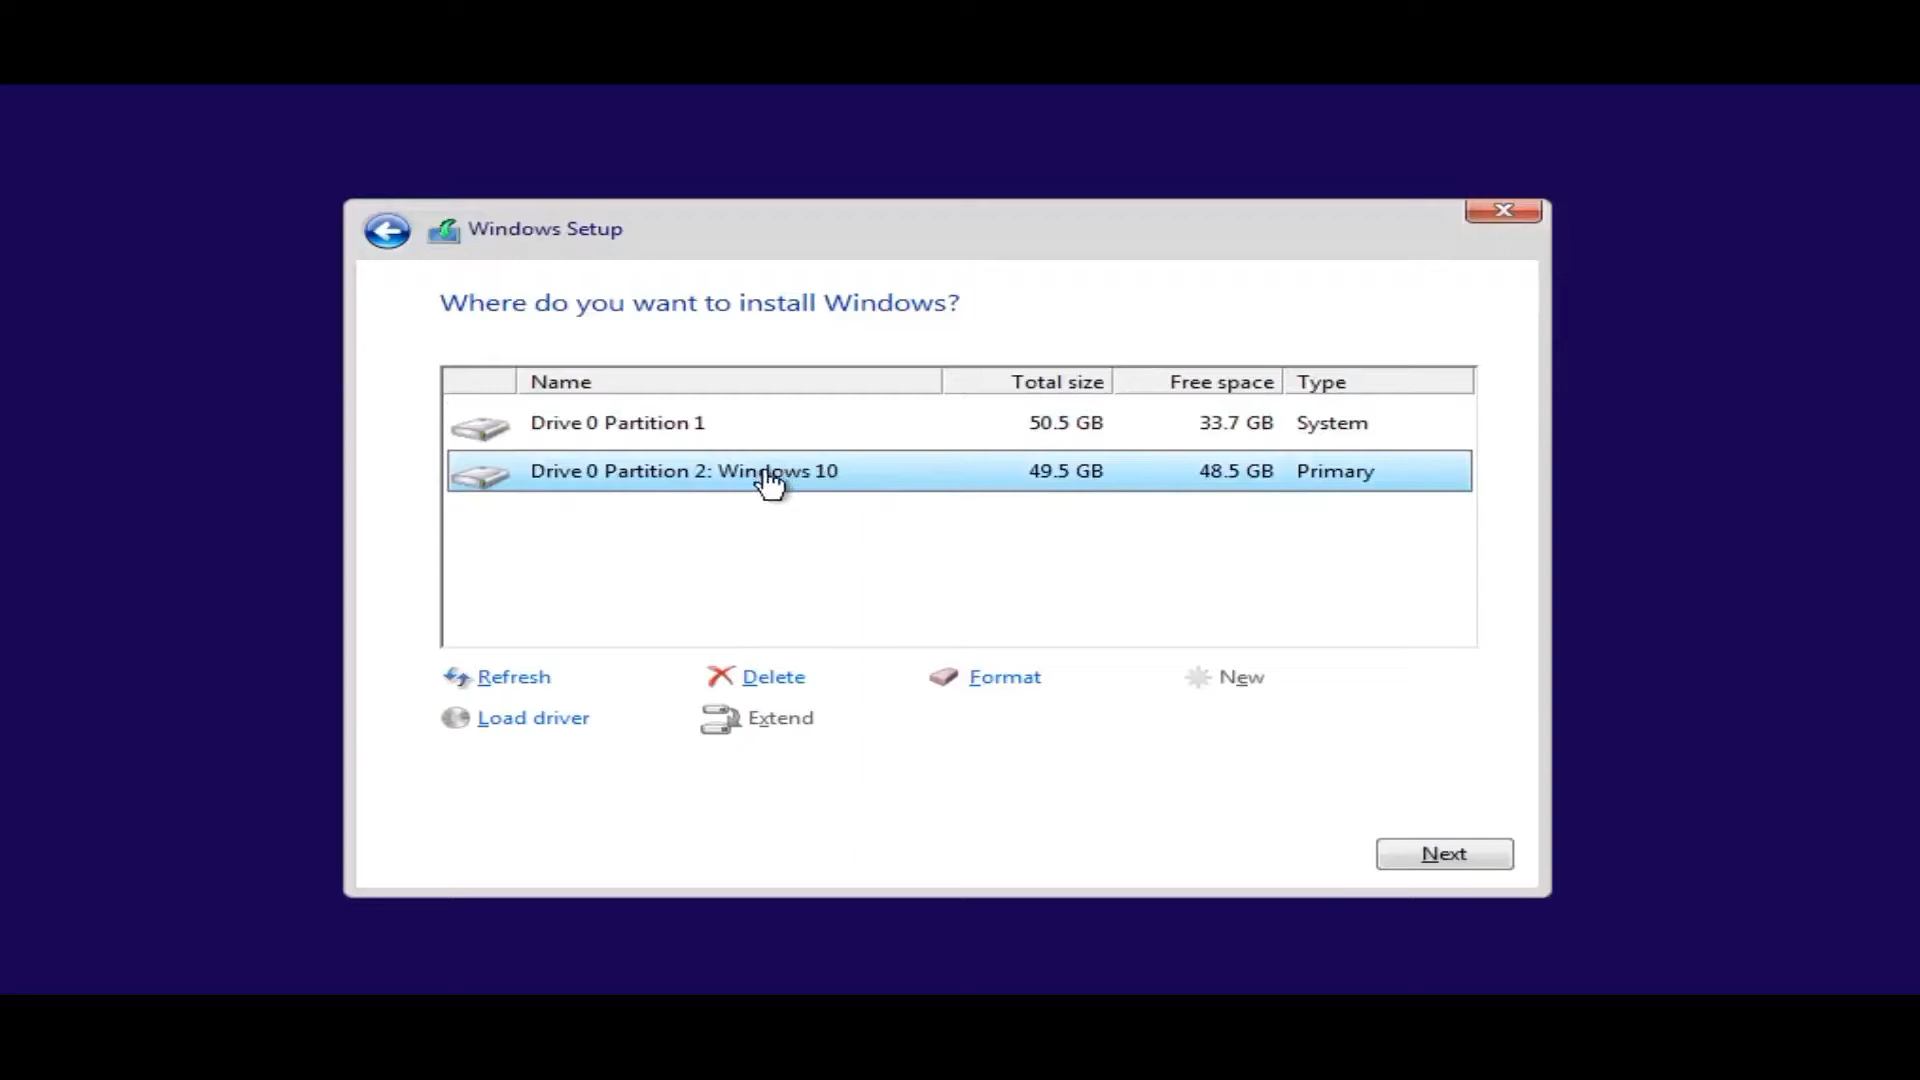 Windows Setup
Where do you want to install Windows?
Name Total size Free space Type
Drive 0 Partition 1 50.5 GB 33.7 GB System
Drive 0 Partition 2: Windows 10 49.5 GB 48.5 GB Primary
Refresh Delete Format New
Load driver Extend
Next